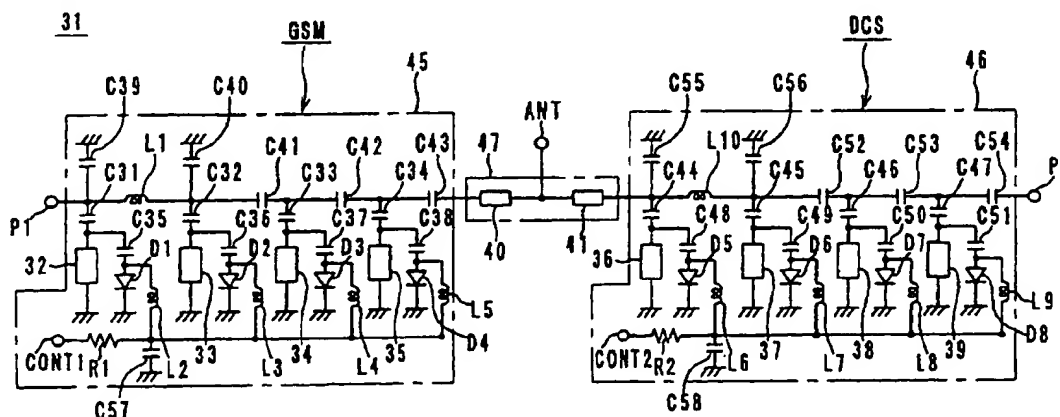 31
GSM
DCS
45
46
C39
C40
C55
C56
ANT
47
L1
C41
C42
C43
L10
C52
C53
C54
C31
C32
C33
C34
C44
C45
C46
C47
P1
P
C35
C36
C37
C38
C48
C49
C50
C51
D1
D2
D3
D5
D6
D7
40
41
32
36
L5
L9
D4
D8
CONT1
R1
L2
33
L3
34
L4
35
CONT2
R2
L6
37
L7
38
L8
39
C57
C58